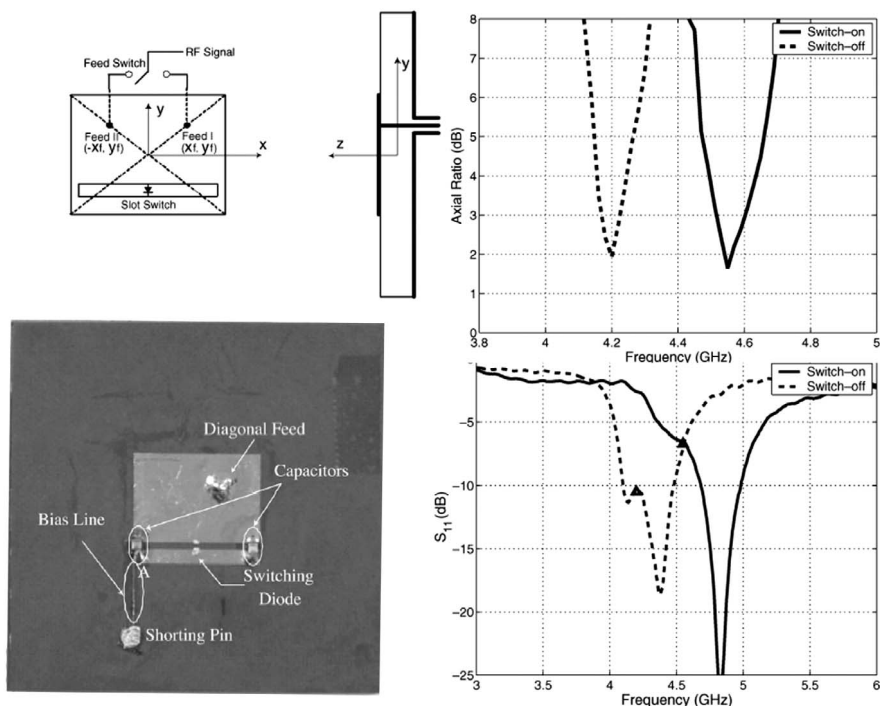 RF Signal
Feed Switch
y
Feed II
(-xf, yf)
Feed I
(xf, yf)
x
Slot Switch
y
z
8
7
6
5
4
3
2
1
0
Axial Ratio (dB)
Switch–on
Switch–off
3.8 4 4.2 4.4 4.6 4.8 5
Frequency (GHz)
Diagonal Feed
Capacitors
Bias Line
A
Switching
Diode
Shorting Pin
−5
−10
−15
−20
−25
S11 (dB)
Switch–on
Switch–off
3 3.5 4 4.5 5 5.5 6
Frequency (GHz)